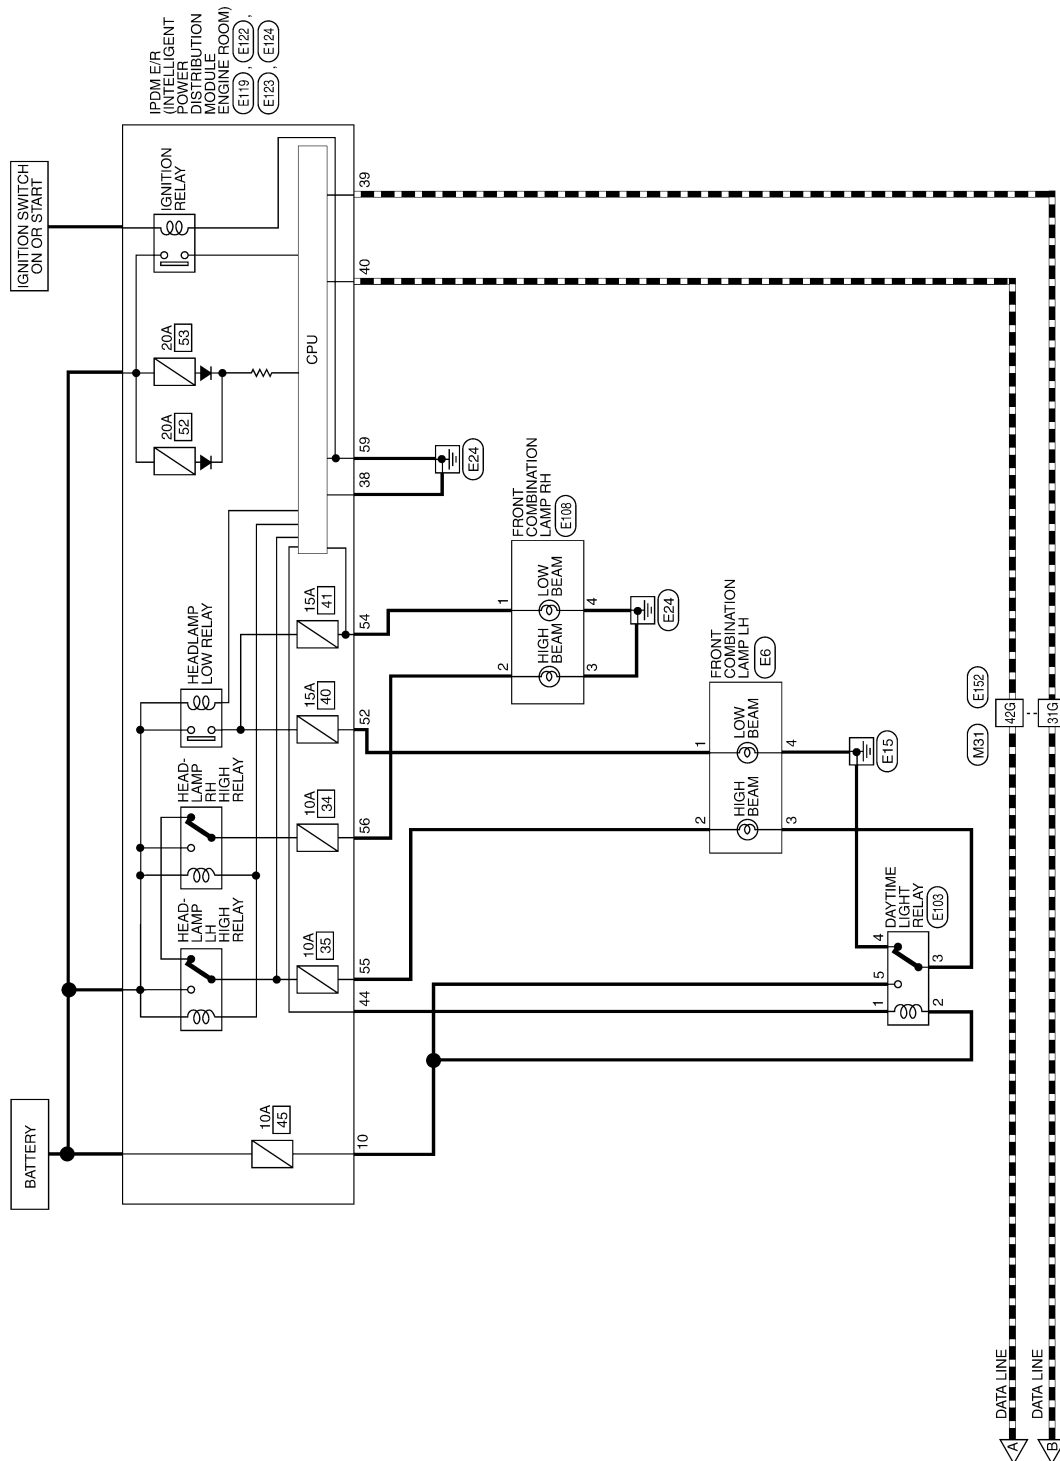 BATTERY
IGNITION SWITCH
ON OR START
IPDM E/R
(INTELLIGENT
POWER
DISTRIBUTION
MODULE
ENGINE ROOM)
E119 , E122 ,
E123 , E124
10A
45
HEAD-
LAMP
LH
HIGH
RELAY
HEAD-
LAMP
RH
HIGH
RELAY
HEADLAMP
LOW RELAY
20A
52
20A
53
IGNITION
RELAY
10A
35
10A
34
15A
40
15A
41
CPU
10
44
55
56
52
54
38
59
40
39
E24
FRONT
COMBINATION
LAMP RH
E108
2
1
HIGH
BEAM
LOW
BEAM
3
4
E24
FRONT
COMBINATION
LAMP LH
E6
2
1
HIGH
BEAM
LOW
BEAM
3
4
E15
DAYTIME
LIGHT
RELAY
E103
1
5
4
2
3
M31
E152
42G
31G
DATA LINE
A
DATA LINE
B